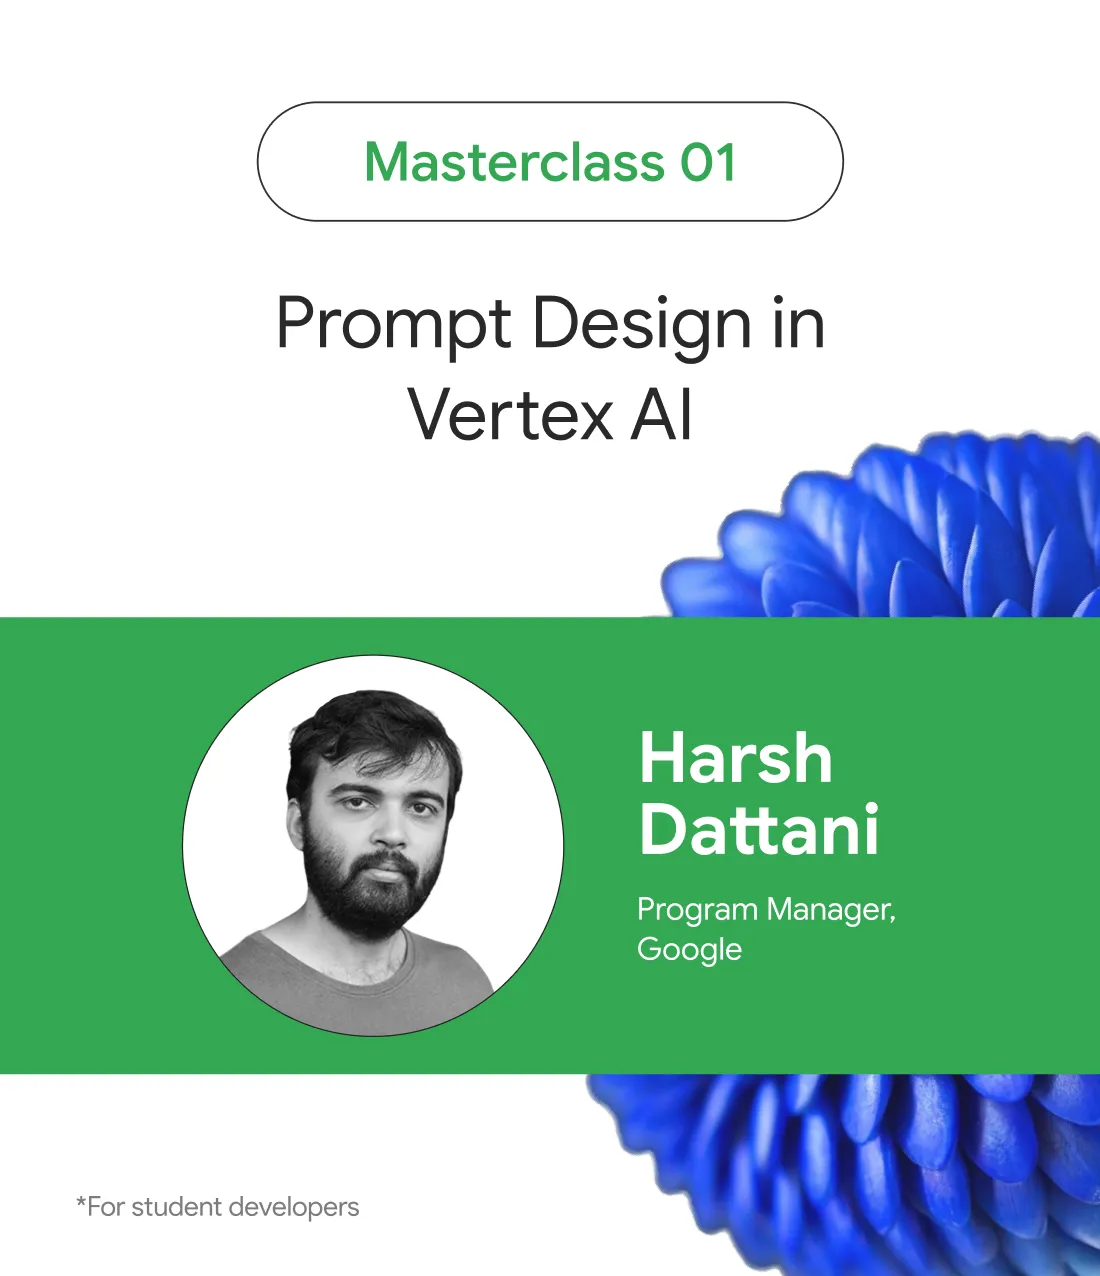 Masterclass 01
Prompt Design in
Vertex AI
Harsh
Dattani
Program Manager,
Google
*For student developers